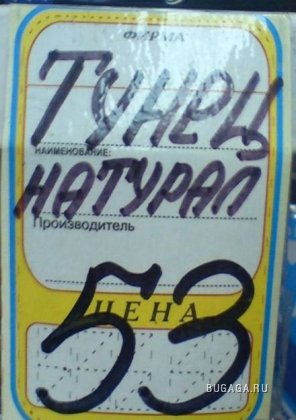 ФИРМА
ТУНЕЦ
НАИМЕНОВАНИЕ:
НАТУРАЛ
Производитель
ЦЕНА
53
BUGAGA.RU